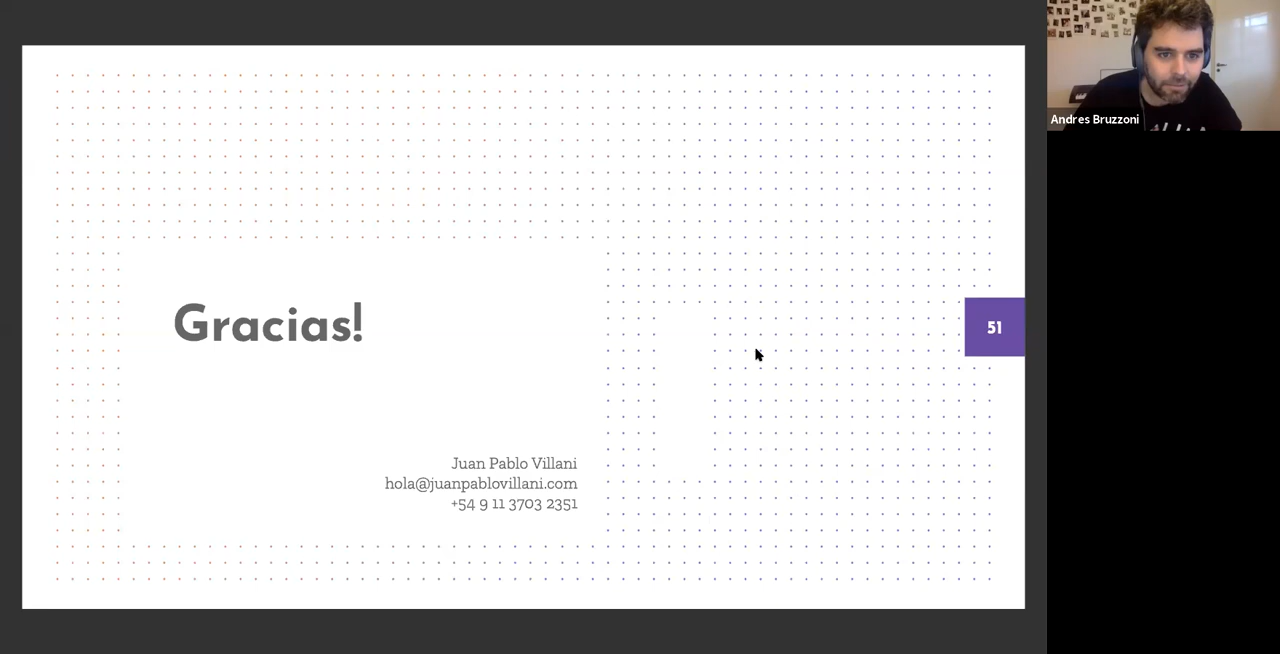 Andres Bruzzoni
Gracias!
51
Juan Pablo Villani
hola@juanpablovillani.com
+54 9 11 3703 2351